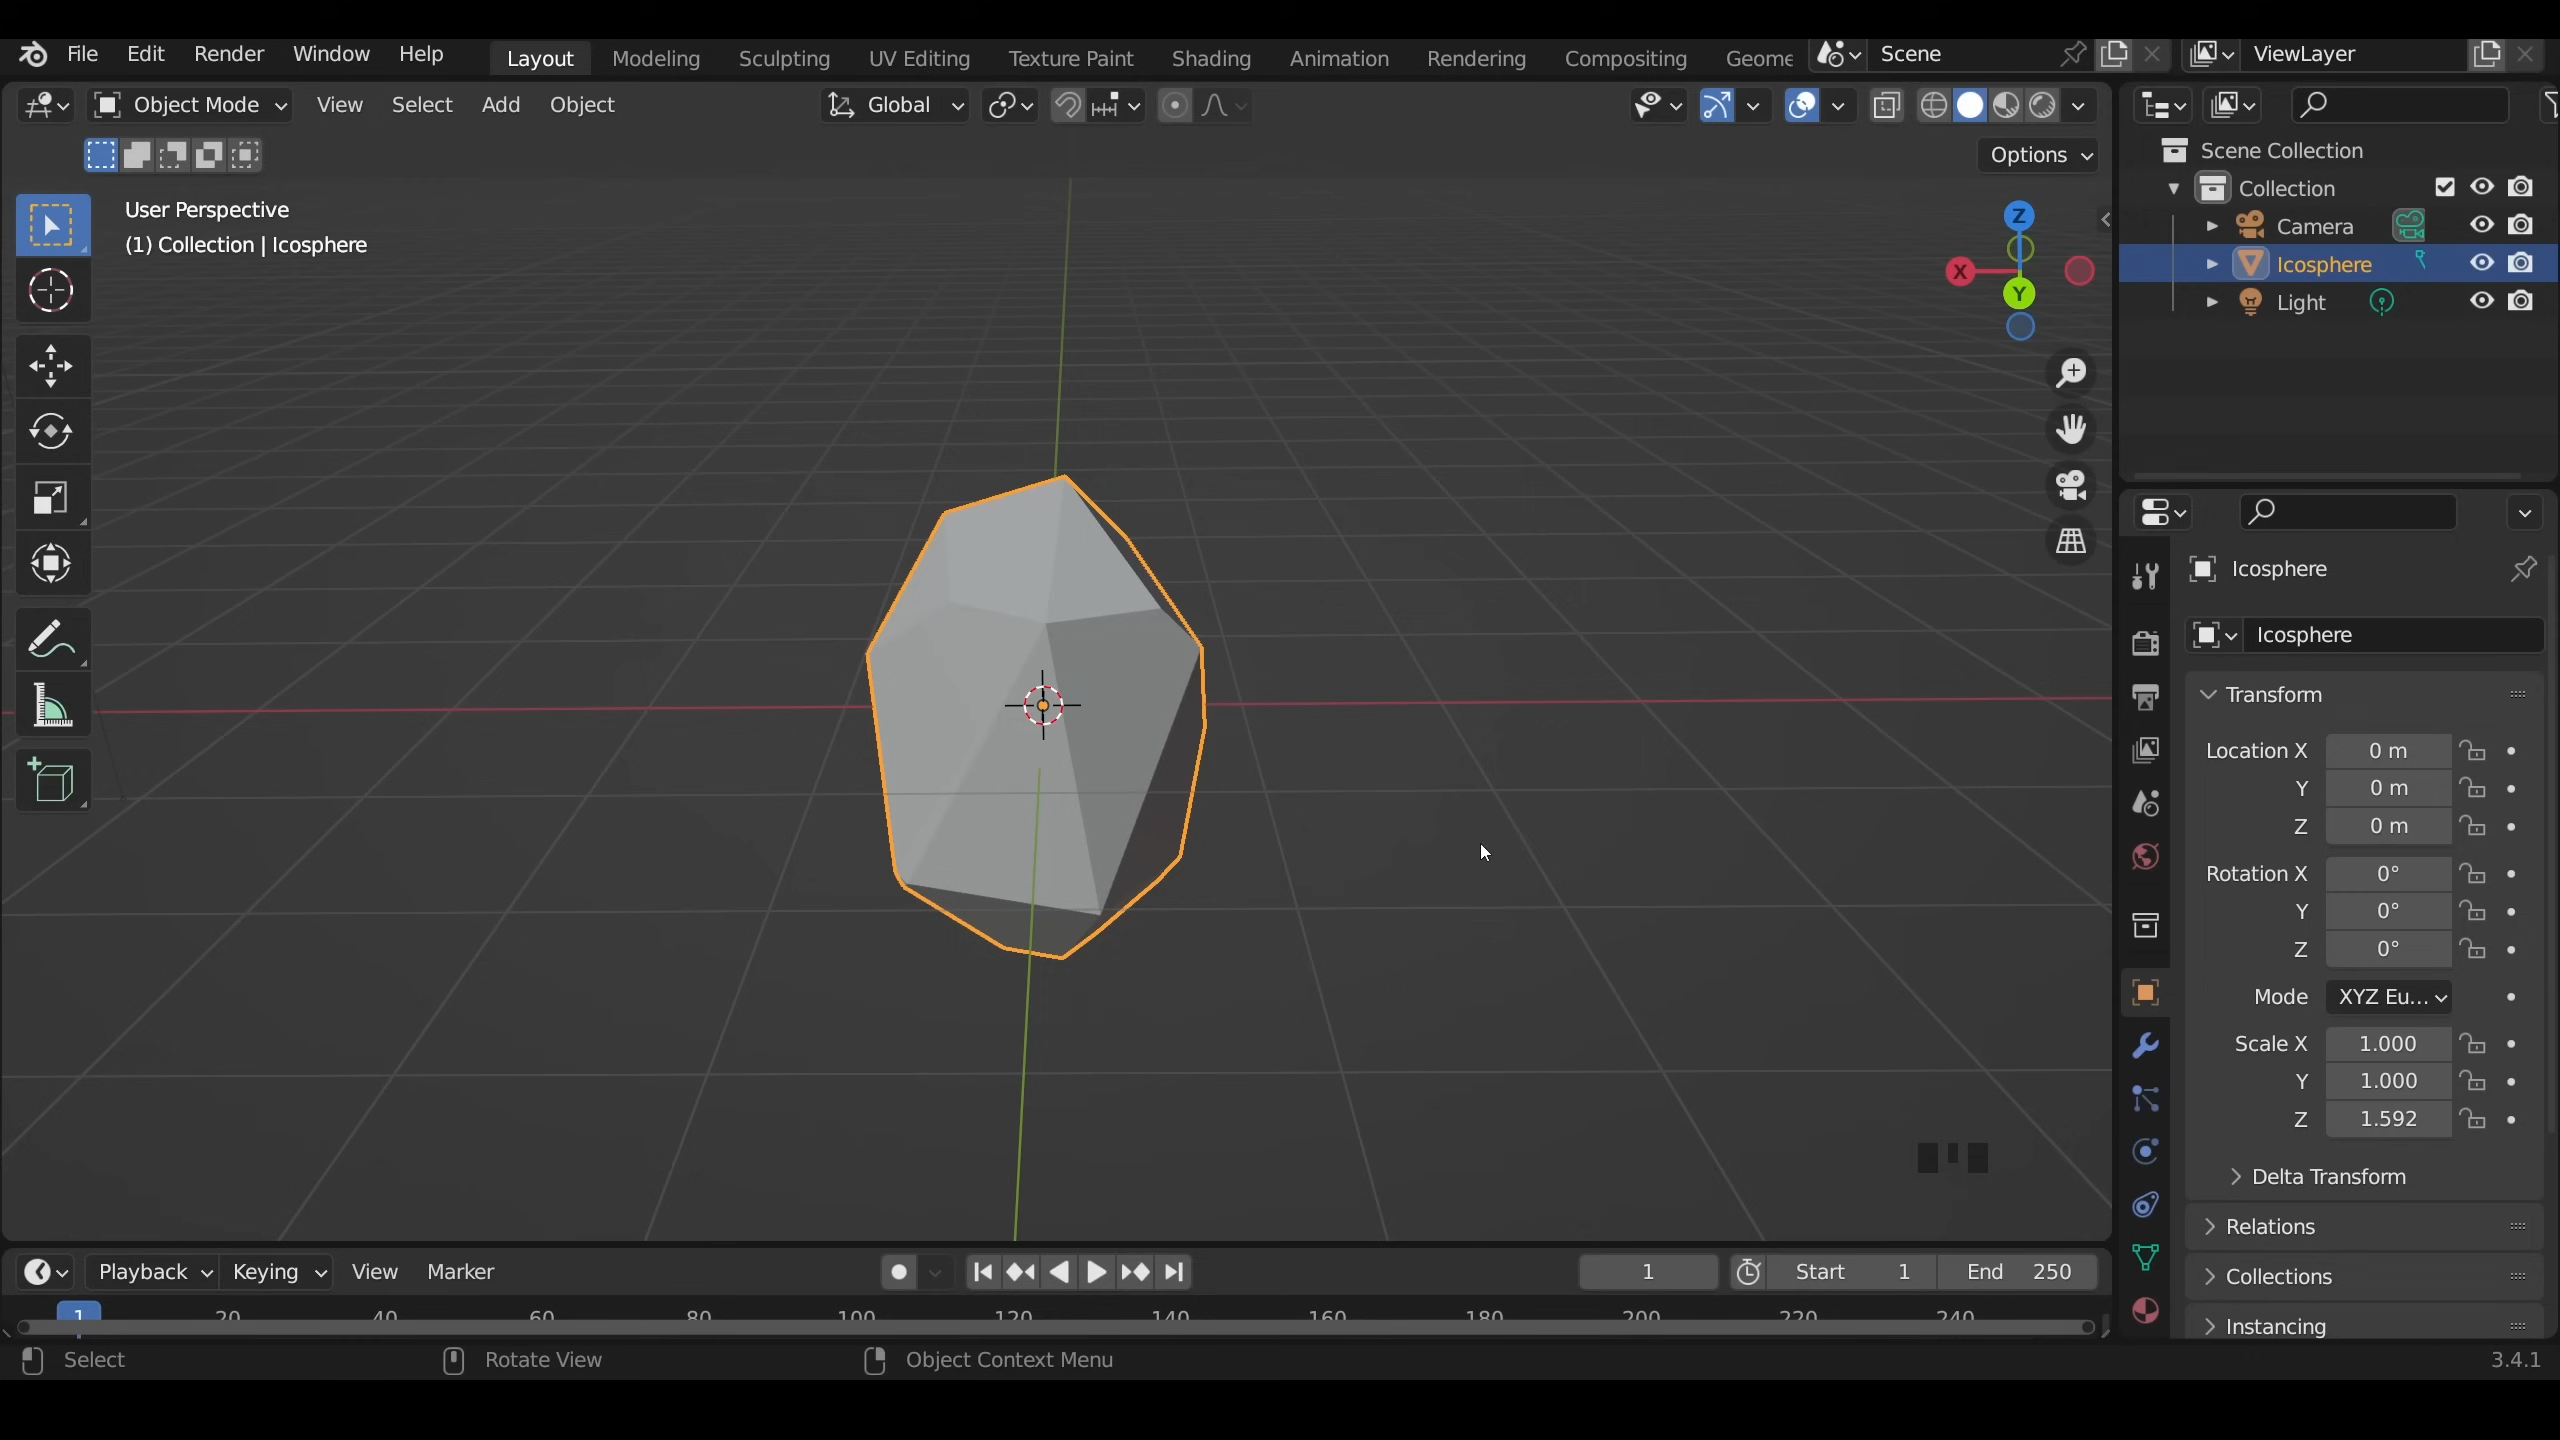 File Edit Render Window Help Layout Modeling Sculpting UV Editing Texture Paint Shading Animation Rendering Compositing Geome Scene ViewLayer
Object Mode View Select Add Object Global
Options
User Perspective
(1) Collection | Icosphere
Z
X
Y
Scene Collection
Collection
Camera
Icosphere
Light
Icosphere
Icosphere
Transform
Location X 0 m
Y 0 m
Z 0 m
Rotation X 0°
Y 0°
Z 0°
Mode XYZ Eu...
Scale X 1.000
Y 1.000
Z 1.592
Delta Transform
Relations
Collections
Instancing
Playback Keying View Marker 1 Start 1 End 250
1 20 40 60 80 100 120 140 160 180 200 220 240
Select Rotate View Object Context Menu 3.4.1